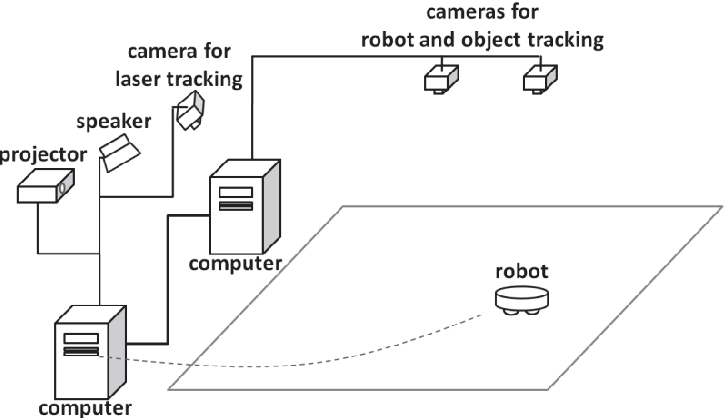 cameras for
robot and object tracking
camera for
laser tracking
speaker
projector
computer
robot
computer